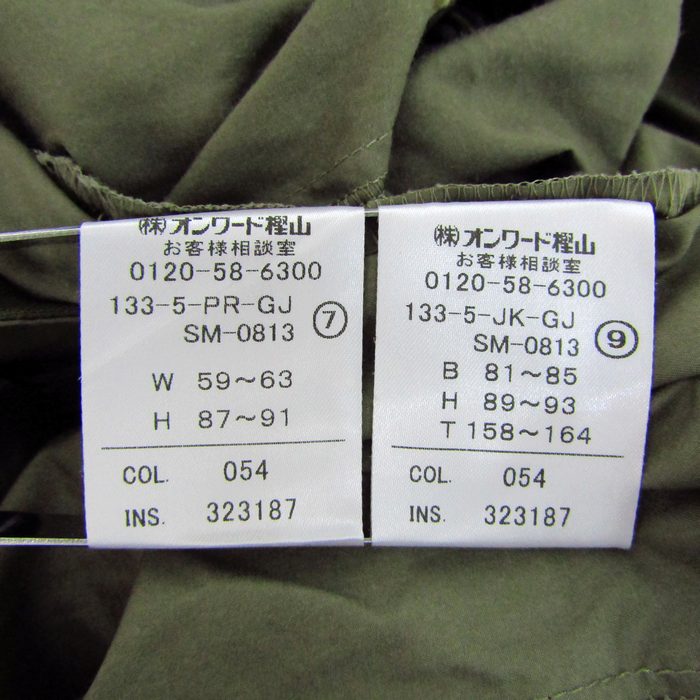 (株)オンワード樫山
お客様相談室
0120-58-6300
133-5-PR-GJ
SM-0813 ⑦
W 59～63
H 87～91
COL. 054
INS. 323187
(株)オンワード樫山
お客様相談室
0120-58-6300
133-5-JK-GJ
SM-0813 ⑨
B 81～85
H 89～93
T 158～164
COL. 054
INS. 323187